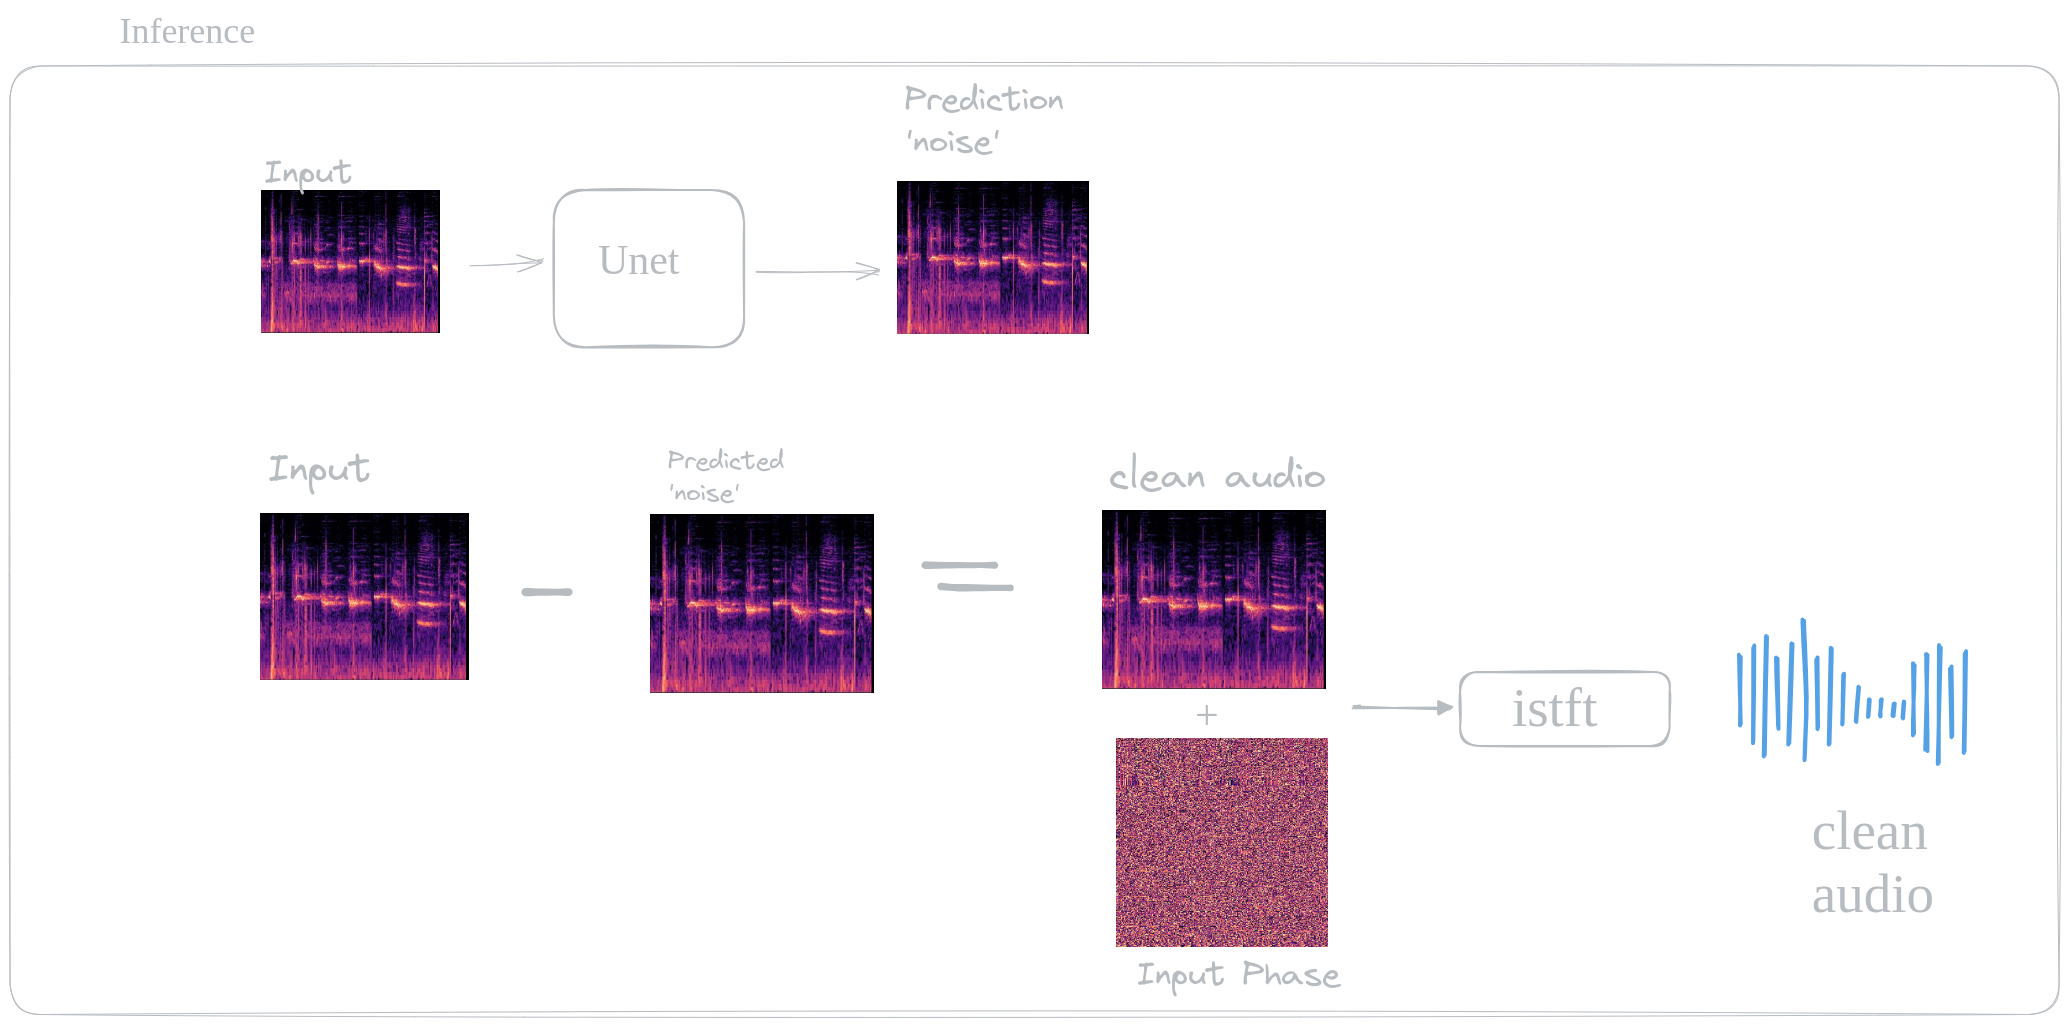 Inference
Prediction
'noise'
Input
Unet
Input
Predicted
'noise'
clean audio
+
istft
clean
audio
Input Phase